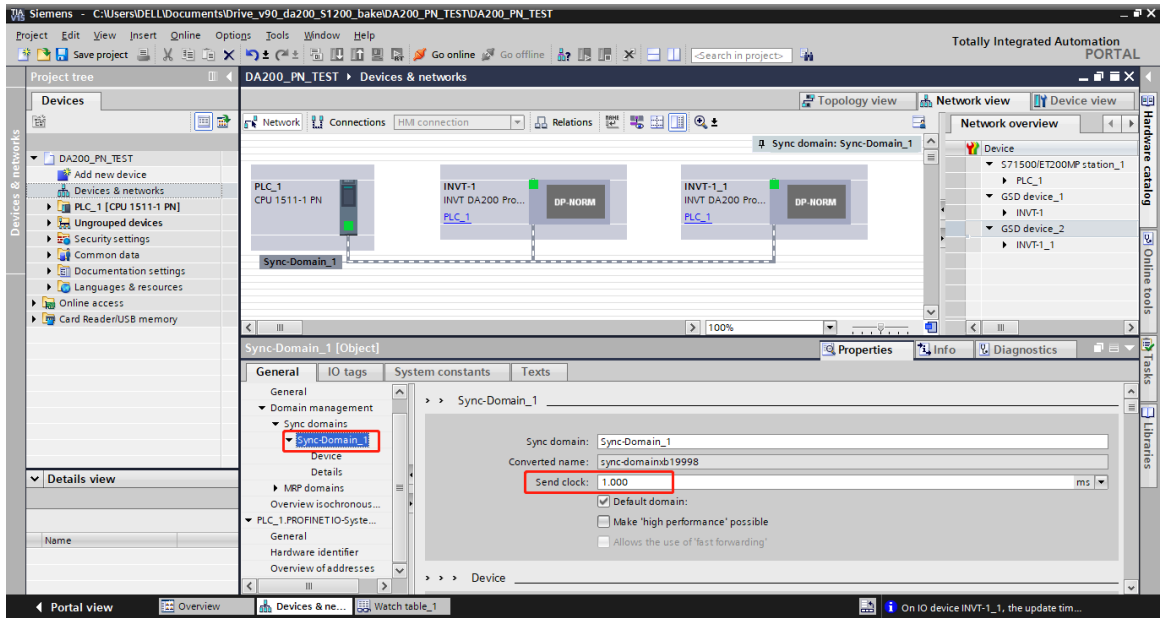 Siemens - C:\Users\DELL\Documents\Drive_v90_da200_S1200_bake\DA200_PN_TEST\DA200_PN_TEST
Project Edit View Insert Online Options Tools Window Help
Totally Integrated Automation
PORTAL
Save project Go online Go offline <Search in project>
Project tree
DA200_PN_TEST ▸ Devices & networks
Devices
Topology view Network view Device view
Network Connections HMI connection Relations
Network overview
Sync domain: Sync-Domain_1
Device
S71500/ET200MP station_1
PLC_1
GSD device_1
INVT-1
GSD device_2
INVT-1_1
DA200_PN_TEST
Add new device
Devices & networks
PLC_1 [CPU 1511-1 PN]
Ungrouped devices
Security settings
Common data
Documentation settings
Languages & resources
Online access
Card Reader/USB memory
PLC_1
CPU 1511-1 PN
INVT-1
INVT DA200 Pro...
PLC_1
DP-NORM
INVT-1_1
INVT DA200 Pro...
PLC_1
DP-NORM
Sync-Domain_1
100%
Devices & networks
Hardware catalog
Online tools
Tasks
Libraries
Sync-Domain_1 [Object]
Properties Info Diagnostics
General IO tags System constants Texts
General
Domain management
Sync domains
Sync-Domain_1
Device
Details
MRP domains
Overview isochronous...
PLC_1.PROFINET IO-Syste...
General
Hardware identifier
Overview of addresses
Sync-Domain_1
Sync domain: Sync-Domain_1
Converted name: sync-domainxb19998
Send clock: 1.000 ms
Default domain:
Make 'high performance' possible
Allows the use of 'fast forwarding'
Device
Details view
Name
Portal view Overview Devices & ne... Watch table_1
On IO device INVT-1_1, the update tim...